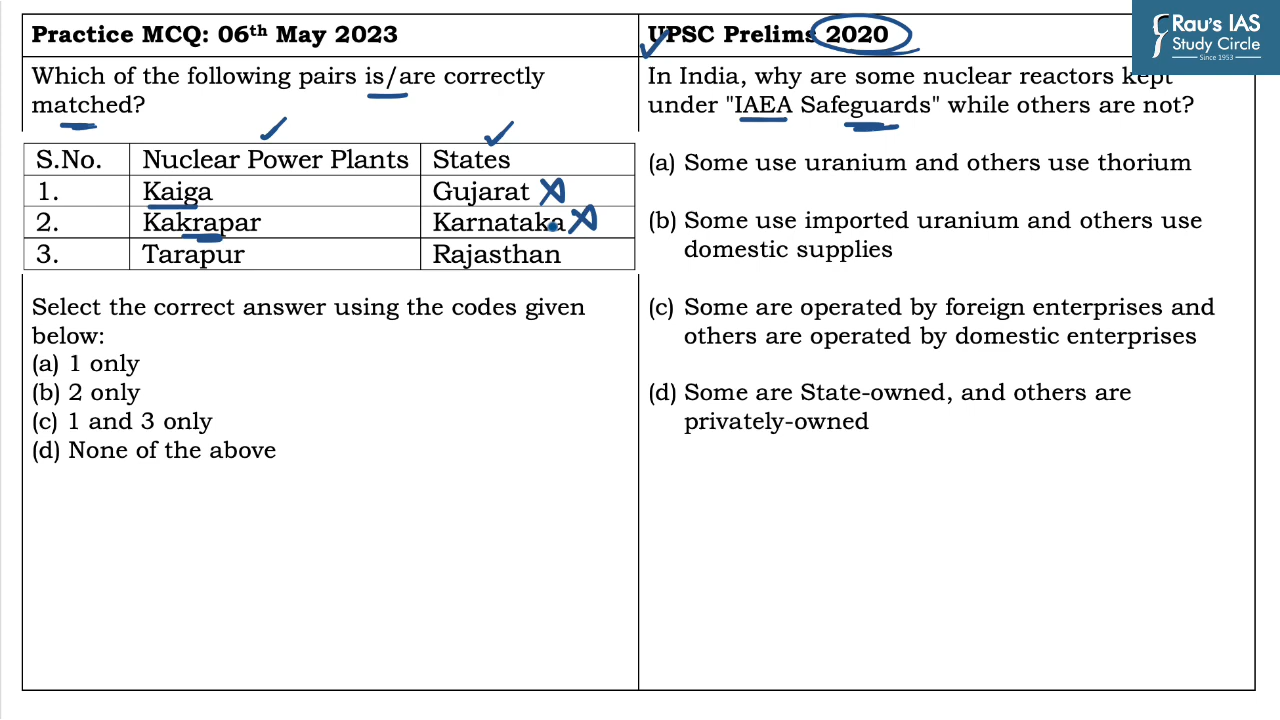 Practice MCQ: 06th May 2023
Which of the following pairs is/are correctly
matched?
S.No. Nuclear Power Plants States
1. Kaiga Gujarat
2. Kakrapar Karnataka
3. Tarapur Rajasthan
Select the correct answer using the codes given
below:
(a) 1 only
(b) 2 only
(c) 1 and 3 only
(d) None of the above
UPSC Prelims 2020
In India, why are some nuclear reactors kept
under "IAEA Safeguards" while others are not?
(a) Some use uranium and others use thorium
(b) Some use imported uranium and others use
domestic supplies
(c) Some are operated by foreign enterprises and
others are operated by domestic enterprises
(d) Some are State-owned, and others are
privately-owned
Rau's IAS
Study Circle
Since 1953